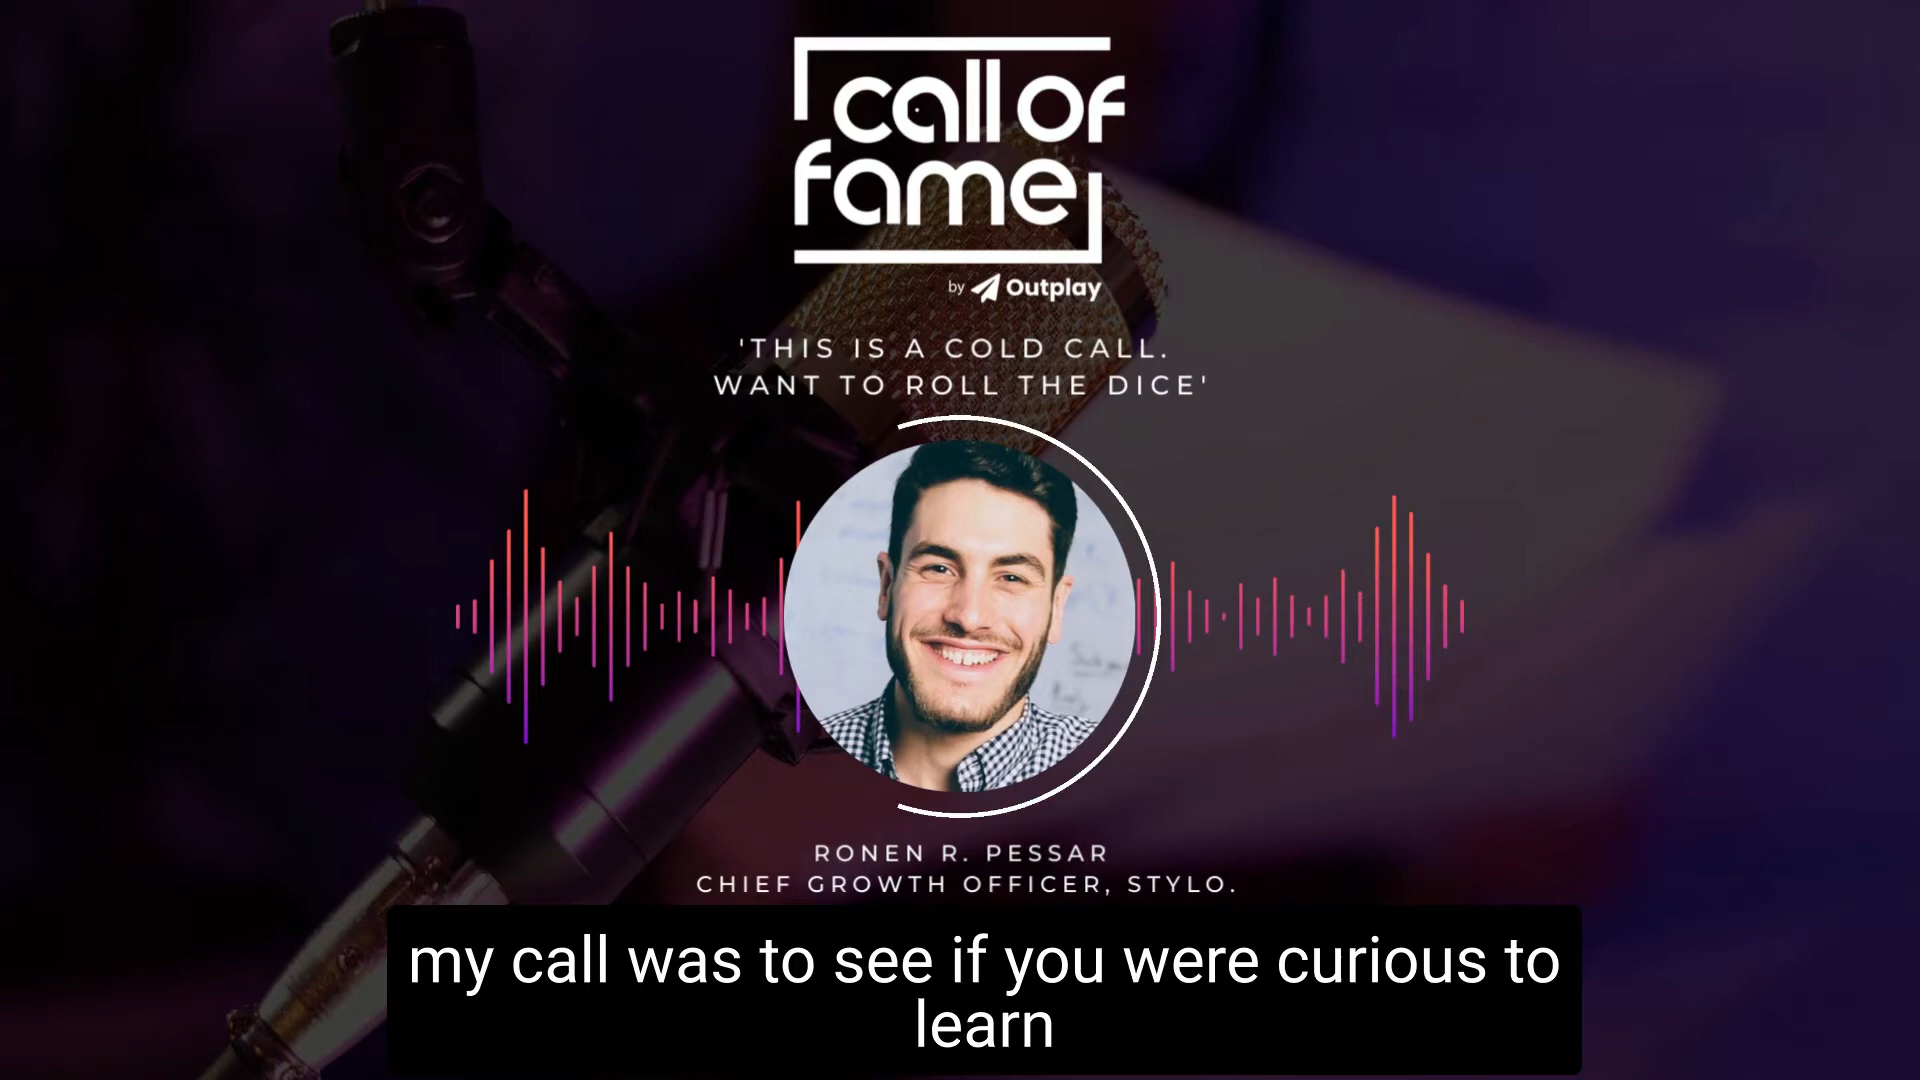 call of
fame
by Outplay
'THIS IS A COLD CALL.
WANT TO ROLL THE DICE'
RONEN R. PESSAR
CHIEF GROWTH OFFICER, STYLO.
my call was to see if you were curious to
learn